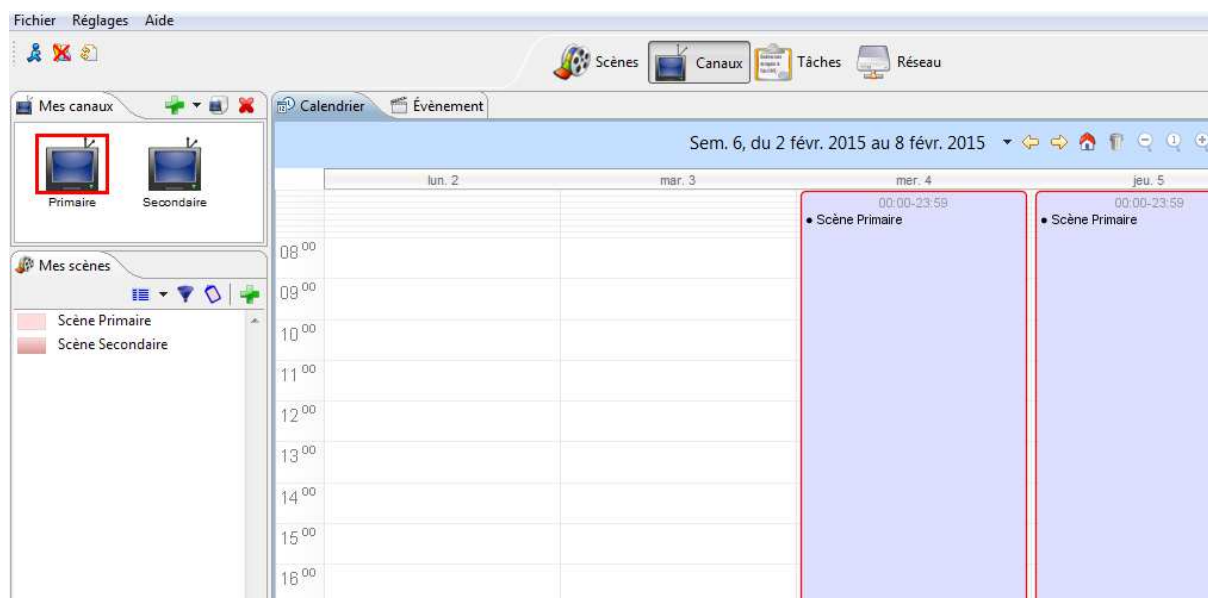 Fichier Réglages Aide
Scènes Canaux Tâches Réseau
Mes canaux
Calendrier Évènement
Primaire Secondaire
Sem. 6, du 2 févr. 2015 au 8 févr. 2015
lun. 2 mar. 3 mer. 4 jeu. 5
00:00-23:59 00:00-23:59
• Scène Primaire • Scène Primaire
Mes scènes
Scène Primaire
Scène Secondaire
08 00
09 00
10 00
11 00
12 00
13 00
14 00
15 00
16 00